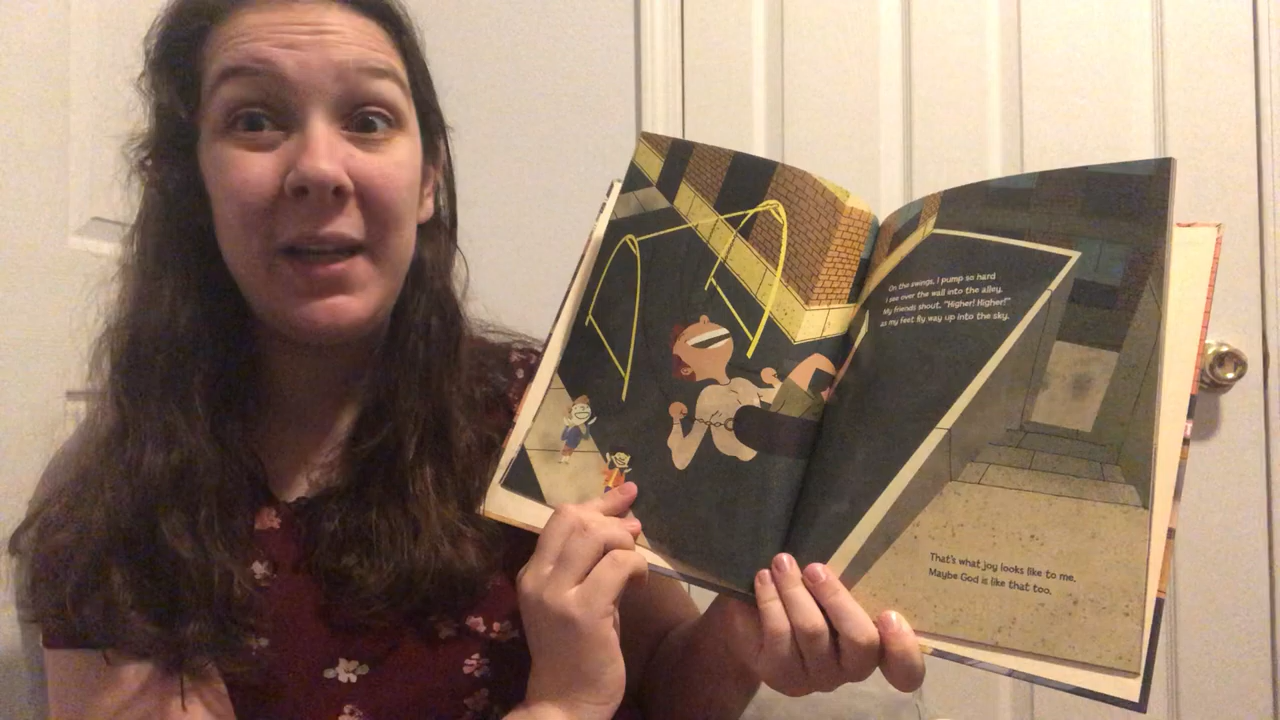 On the swings, I pump so hard
I see over the wall into the alley.
My friends shout, "Higher! Higher!"
as my feet fly way up into the sky.
That's what joy looks like to me.
Maybe God is like that too.